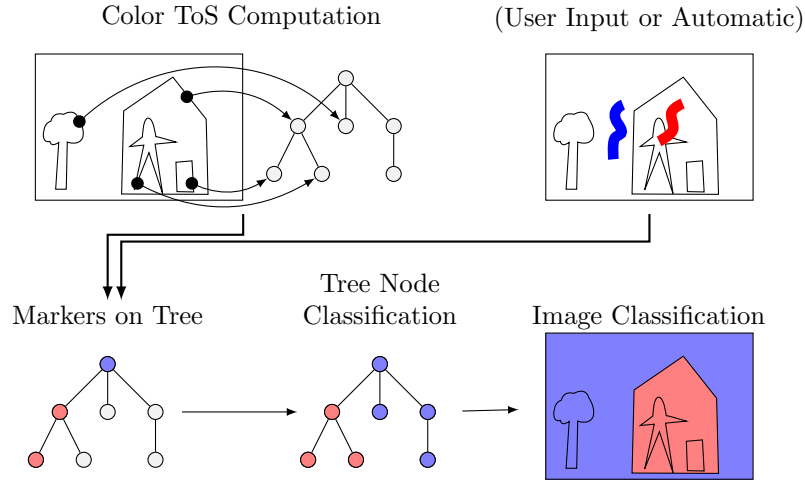 Color ToS Computation
(User Input or Automatic)
Markers on Tree
Tree Node
Classification
Image Classification